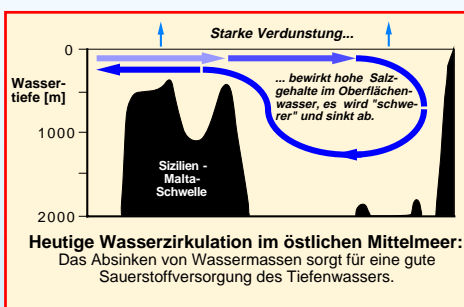 Starke Verdunstung...
0
Wasser-
tiefe [m]
... bewirkt hohe Salz-
gehalte im Oberflächen-
wasser, es wird "schwe-
rer" und sinkt ab.
1000
Sizilien -
Malta-
Schwelle
2000
Heutige Wasserzirkulation im östlichen Mittelmeer:
Das Absinken von Wassermassen sorgt für eine gute
Sauerstoffversorgung des Tiefenwassers.